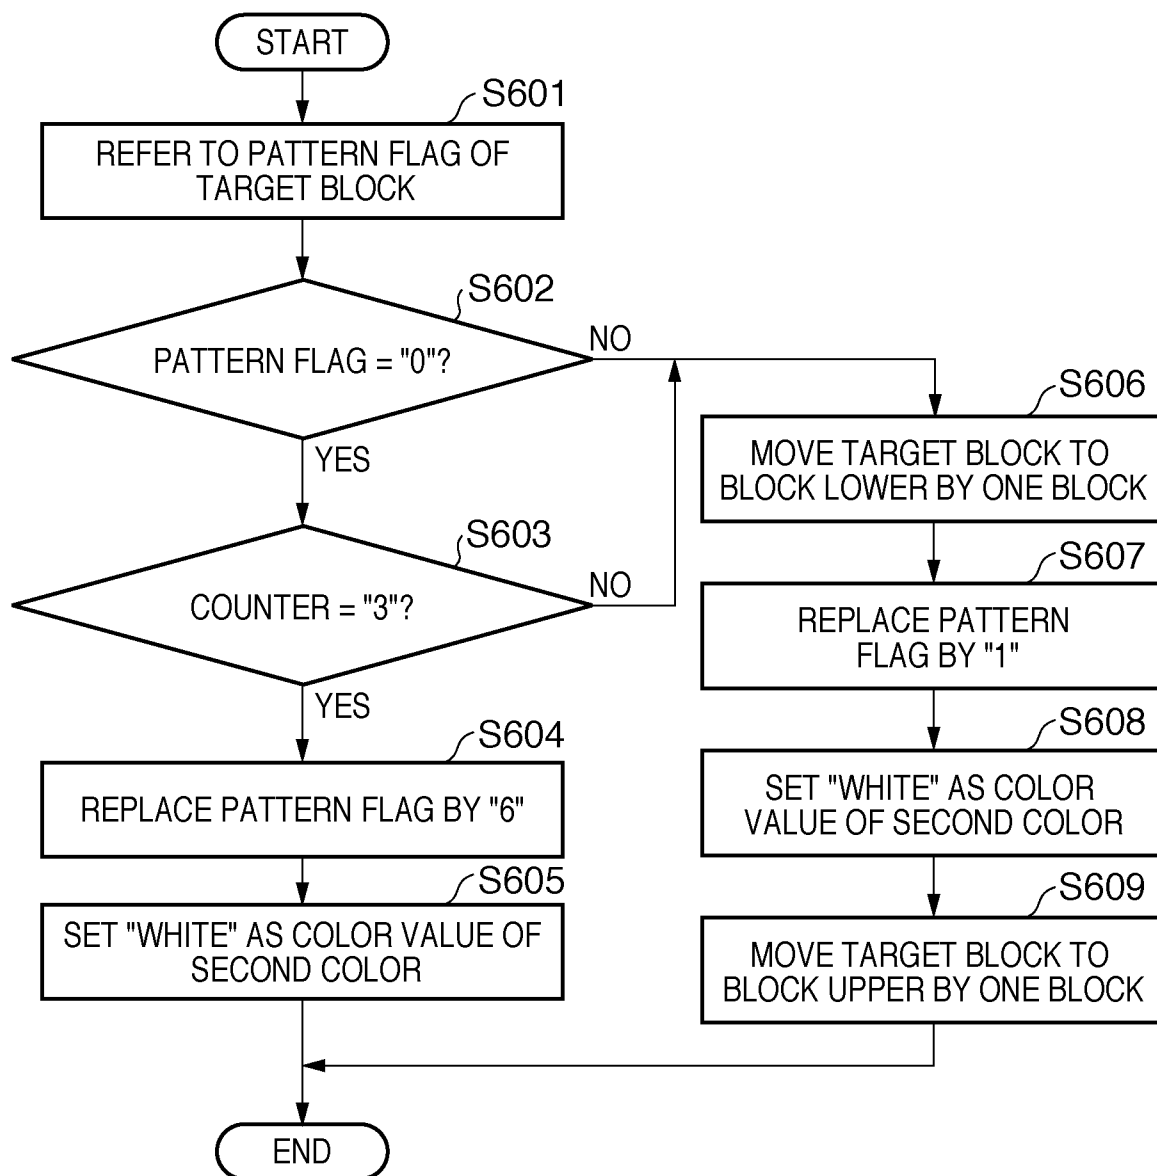 START
S601
REFER TO PATTERN FLAG OF
TARGET BLOCK
S602
PATTERN FLAG = "0"?
NO
YES
S603
COUNTER = "3"?
NO
YES
S604
REPLACE PATTERN FLAG BY "6"
S605
SET "WHITE" AS COLOR VALUE OF
SECOND COLOR
S606
MOVE TARGET BLOCK TO
BLOCK LOWER BY ONE BLOCK
S607
REPLACE PATTERN
FLAG BY "1"
S608
SET "WHITE" AS COLOR
VALUE OF SECOND COLOR
S609
MOVE TARGET BLOCK TO
BLOCK UPPER BY ONE BLOCK
END